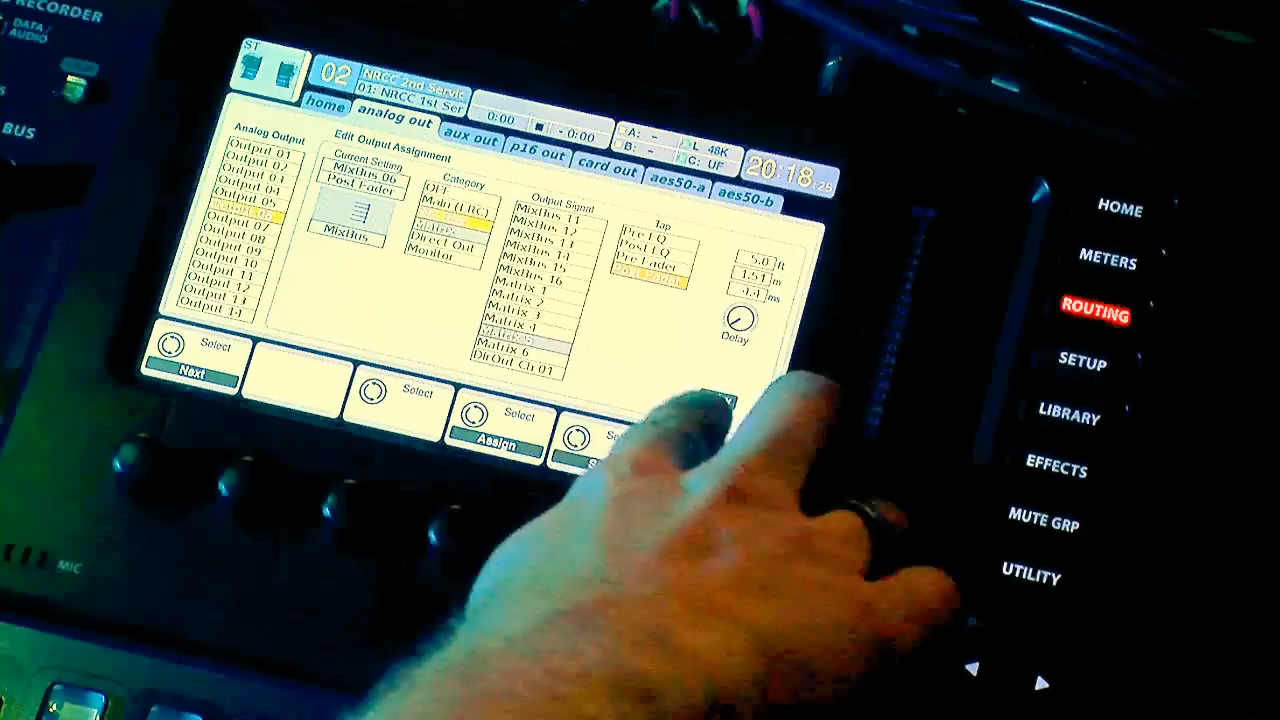 RECORDER
DATA/
AUDIO
BUS
MIC
ST
02
NRCC 2nd Servic
01: NRCC 1st Ser
0:00
- 0:00
A: -
B: -
L 48K
C: UF
20:18:25
home
analog out
aux out
p16 out
card out
aes50-a
aes50-b
Analog Output
Output 01
Output 02
Output 03
Output 04
Output 05
Output 07
Output 08
Output 09
Output 10
Output 11
Output 12
Output 13
Output 14
Edit Output Assignment
Current Setting
MixBus 06
Post Fader
MixBus
Category
OFF
Main (LRC)
Direct Out
Monitor
Output Signal
MixBus 11
MixBus 12
MixBus 13
MixBus 14
MixBus 15
MixBus 16
Matrix 1
Matrix 2
Matrix 3
Matrix 4
Matrix 5
Matrix 6
DirOut Ch 01
Tap
Pre EQ
Post EQ
Pre Fader
Post Fader
5.0 ft
1.51 m
4.4 ms
Delay
Select
Next
Select
Select
Assign
HOME
METERS
ROUTING
SETUP
LIBRARY
EFFECTS
MUTE GRP
UTILITY